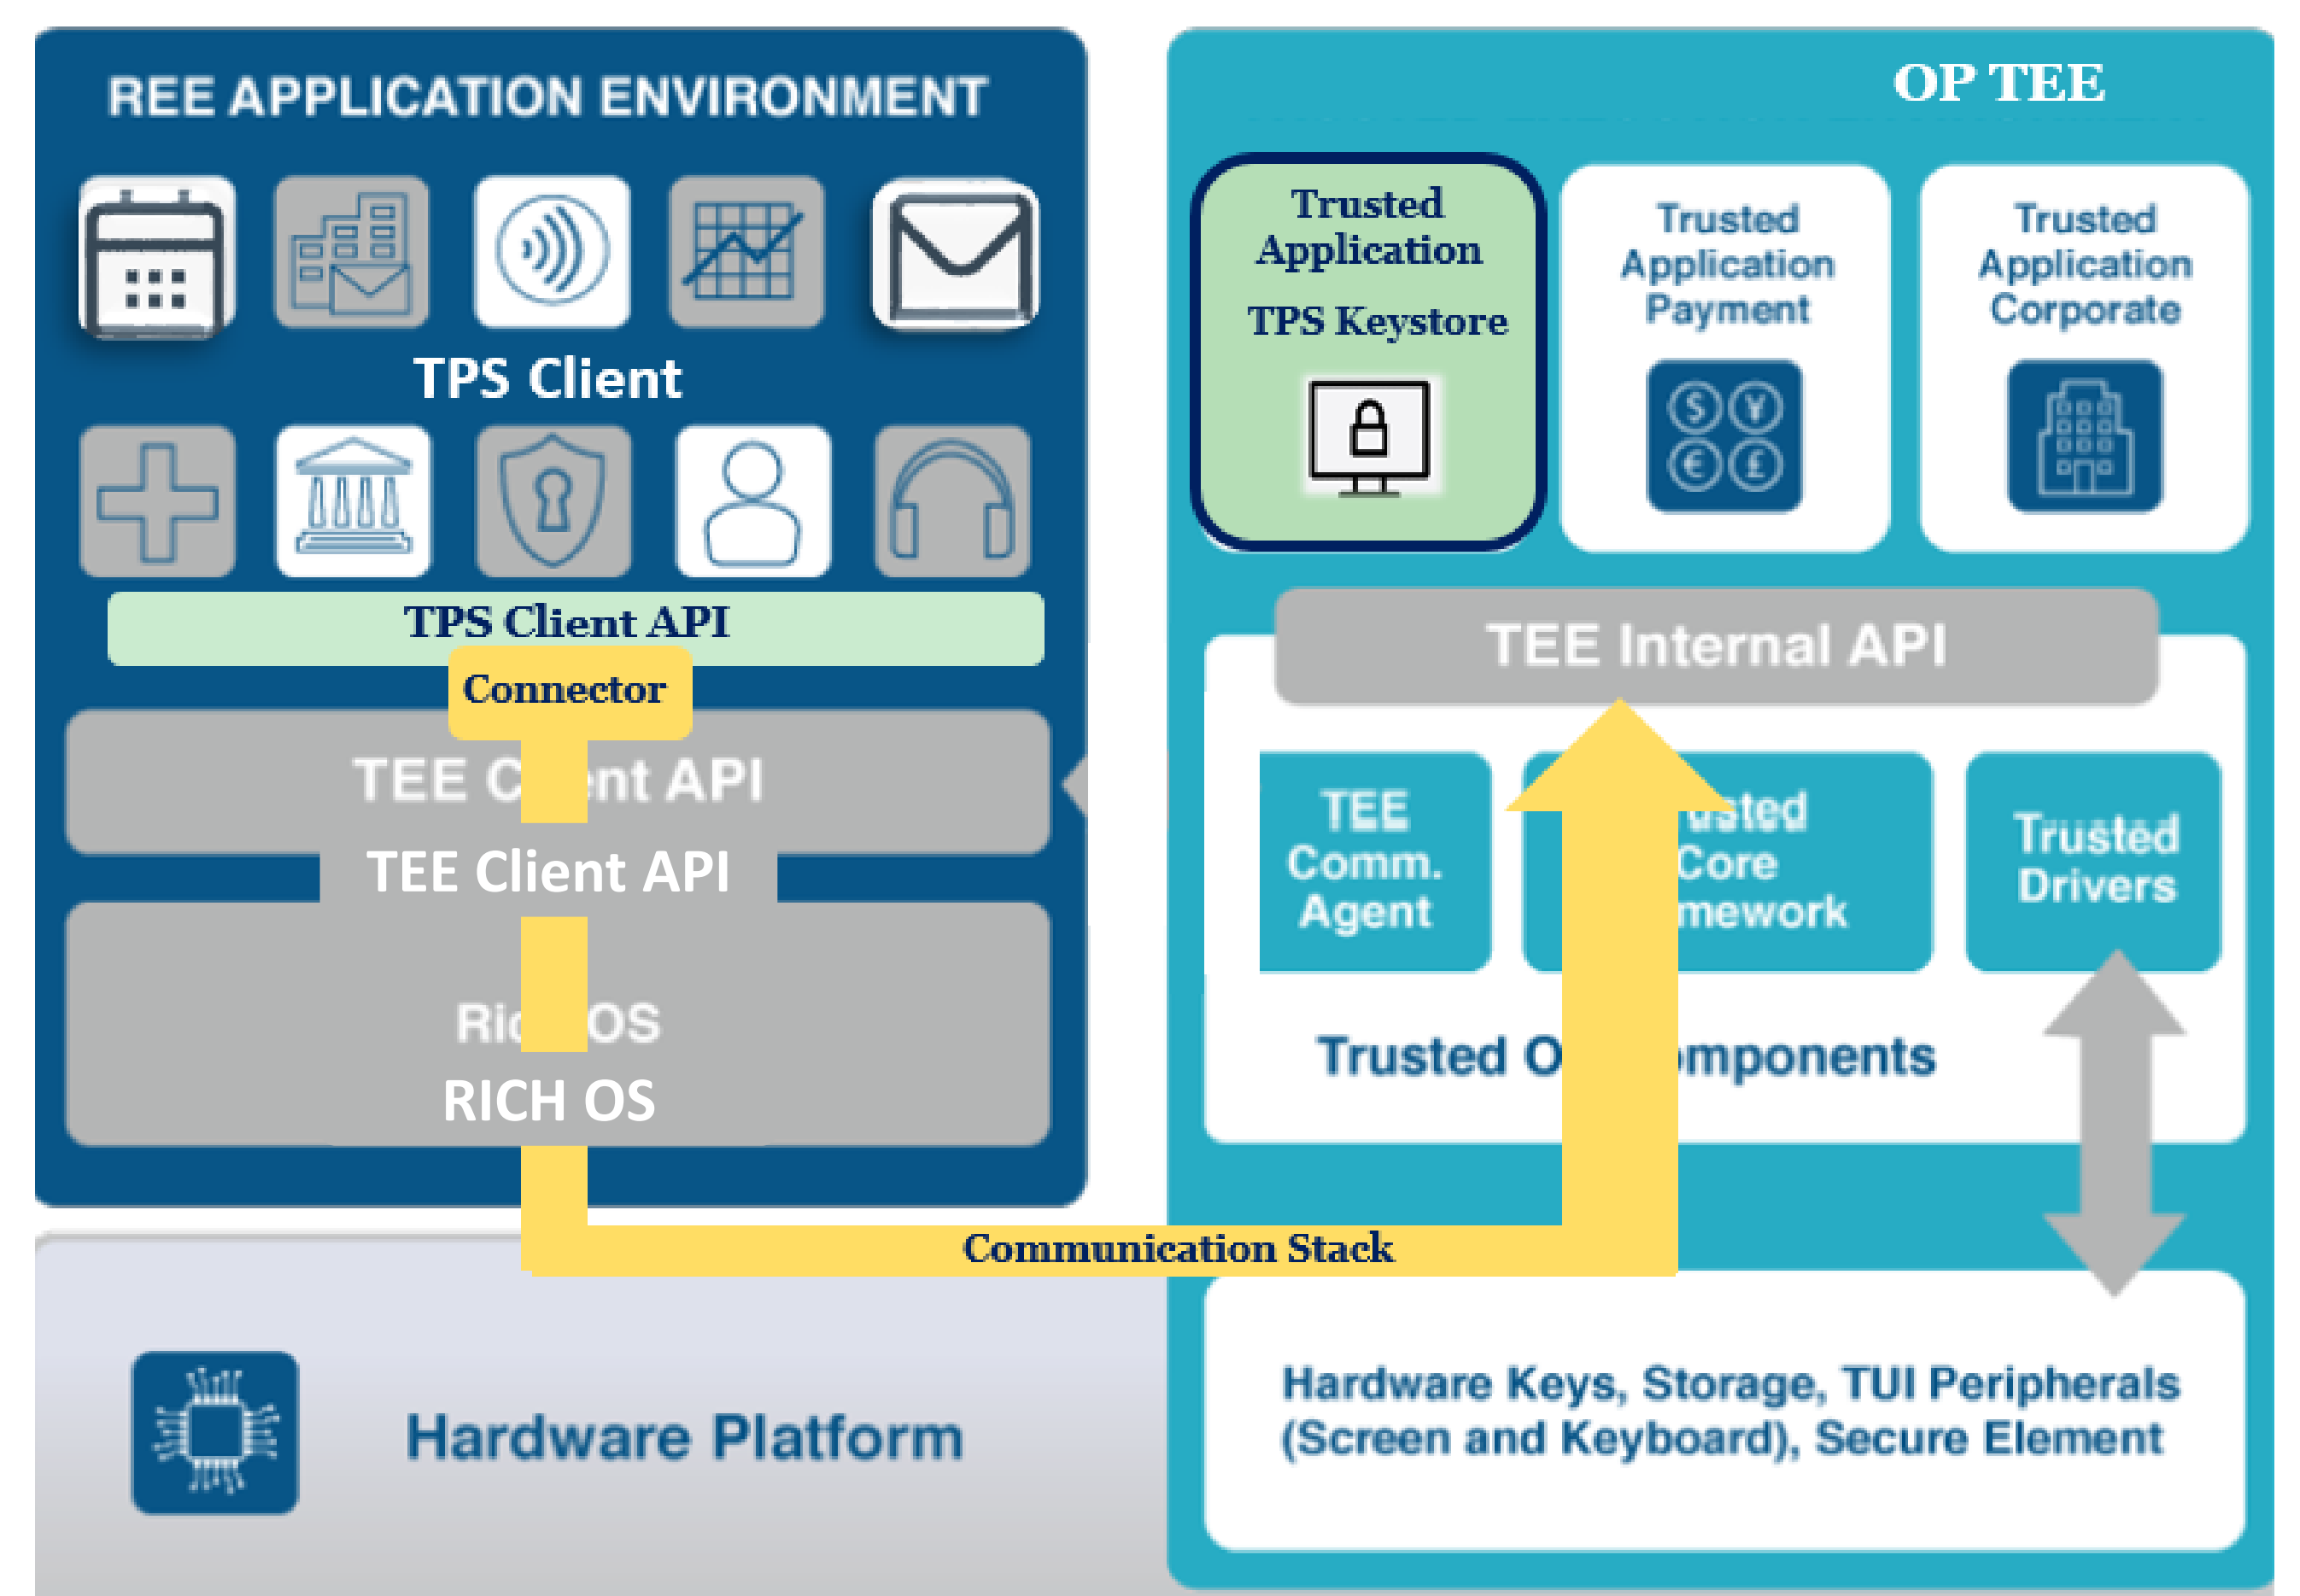 REE APPLICATION ENVIRONMENT
TPS Client
TPS Client API
Connector
TEE API
TEE Client API
OS
RICH OS
Communication Stack
Hardware Platform
OP TEE
Trusted
Application
TPS Keystore
Trusted
Application
Payment
$ ¥
€ £
Trusted
Application
Corporate
TEE Internal API
TEE
Comm.
Agent
Core
Trusted
Drivers
Trusted
Hardware Keys, Storage, TUI Peripherals
(Screen and Keyboard), Secure Element